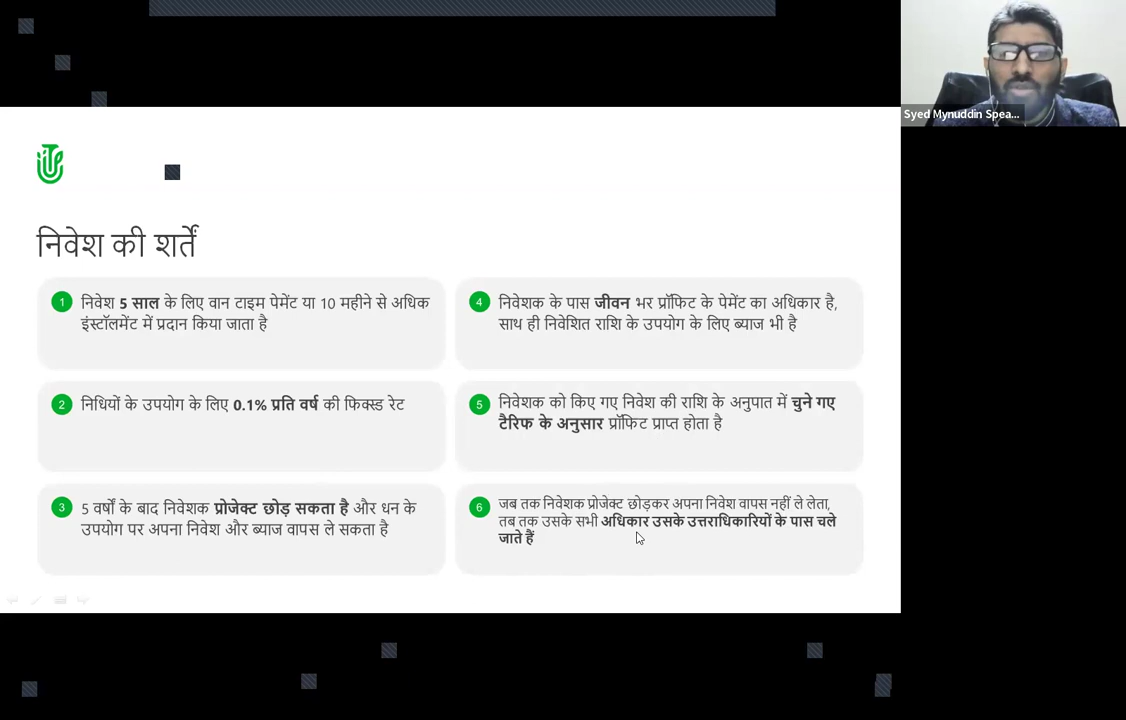 Syed Mynuddin Spea...
निवेश की शर्तें
1
निवेश 5 साल के लिए वान टाइम पेमेंट या 10 महीने से अधिक
इंस्टॉलमेंट में प्रदान किया जाता है
2
निधियों के उपयोग के लिए 0.1% प्रति वर्ष की फिक्स्ड रेट
3
5 वर्षों के बाद निवेशक प्रोजेक्ट छोड़ सकता है और धन के
उपयोग पर अपना निवेश और ब्याज वापस ले सकता है
4
निवेशक के पास जीवन भर प्रॉफिट के पेमेंट का अधिकार है,
साथ ही निवेशित राशि के उपयोग के लिए ब्याज भी है
5
निवेशक को किए गए निवेश की राशि के अनुपात में चुने गए
टैरिफ के अनुसार प्रॉफिट प्राप्त होता है
6
जब तक निवेशक प्रोजेक्ट छोड़कर अपना निवेश वापस नहीं ले लेता,
तब तक उसके सभी अधिकार उसके उत्तराधिकारियों के पास चले
जाते हैं